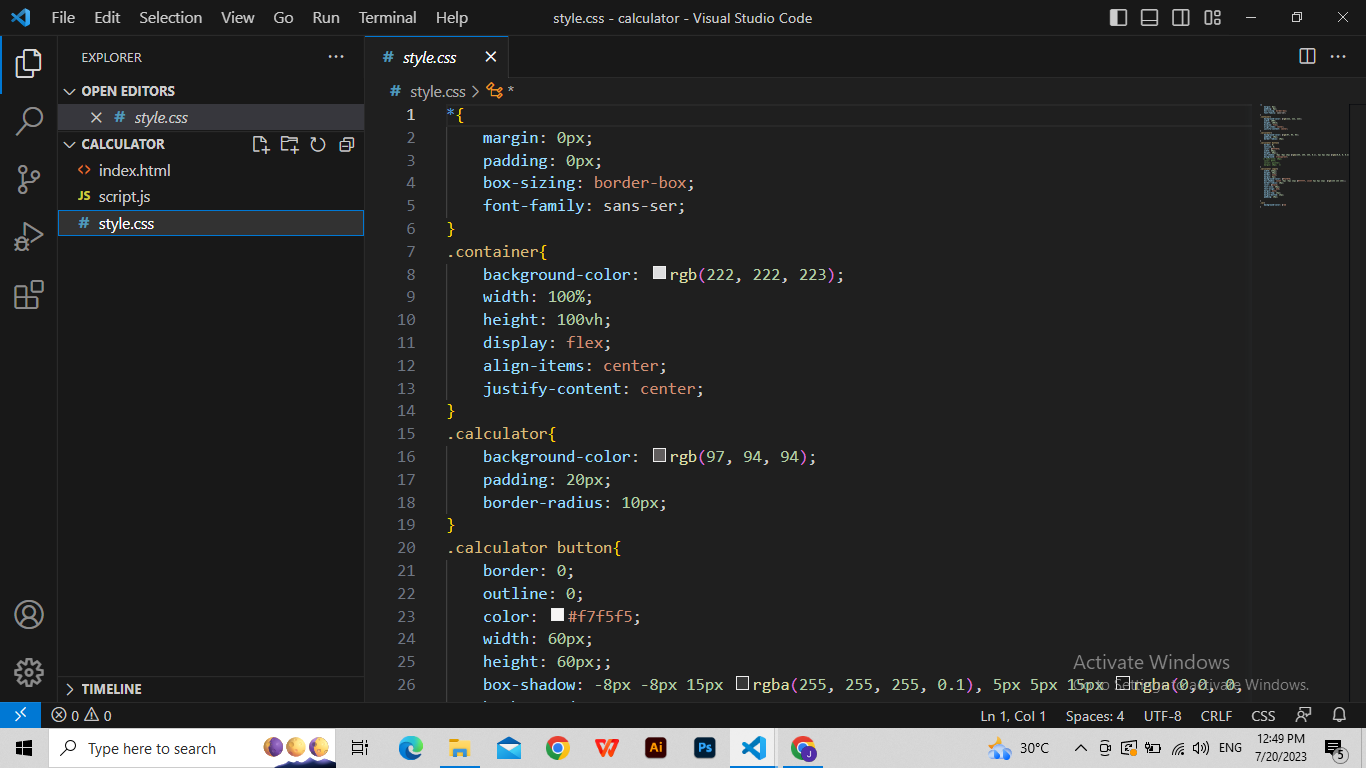 File Edit Selection View Go Run Terminal Help style.css - calculator - Visual Studio Code
EXPLORER
OPEN EDITORS
# style.css
CALCULATOR
<> index.html
JS script.js
# style.css
TIMELINE
# style.css
# style.css > *
1 *{
2 margin: 0px;
3 padding: 0px;
4 box-sizing: border-box;
5 font-family: sans-ser;
6 }
7 .container{
8 background-color: rgb(222, 222, 223);
9 width: 100%;
10 height: 100vh;
11 display: flex;
12 align-items: center;
13 justify-content: center;
14 }
15 .calculator{
16 background-color: rgb(97, 94, 94);
17 padding: 20px;
18 border-radius: 10px;
19 }
20 .calculator button{
21 border: 0;
22 outline: 0;
23 color: #f7f5f5;
24 width: 60px;
25 height: 60px;;
26 box-shadow: -8px -8px 15px rgba(255, 255, 255, 0.1), 5px 5px 15px rgba(0,0, 0,
Activate Windows
Go to Settings to activate Windows.
0 0 Ln 1, Col 1 Spaces: 4 UTF-8 CRLF CSS
Type here to search
Ai
Ps
30°C
ENG
12:49 PM
7/20/2023
5